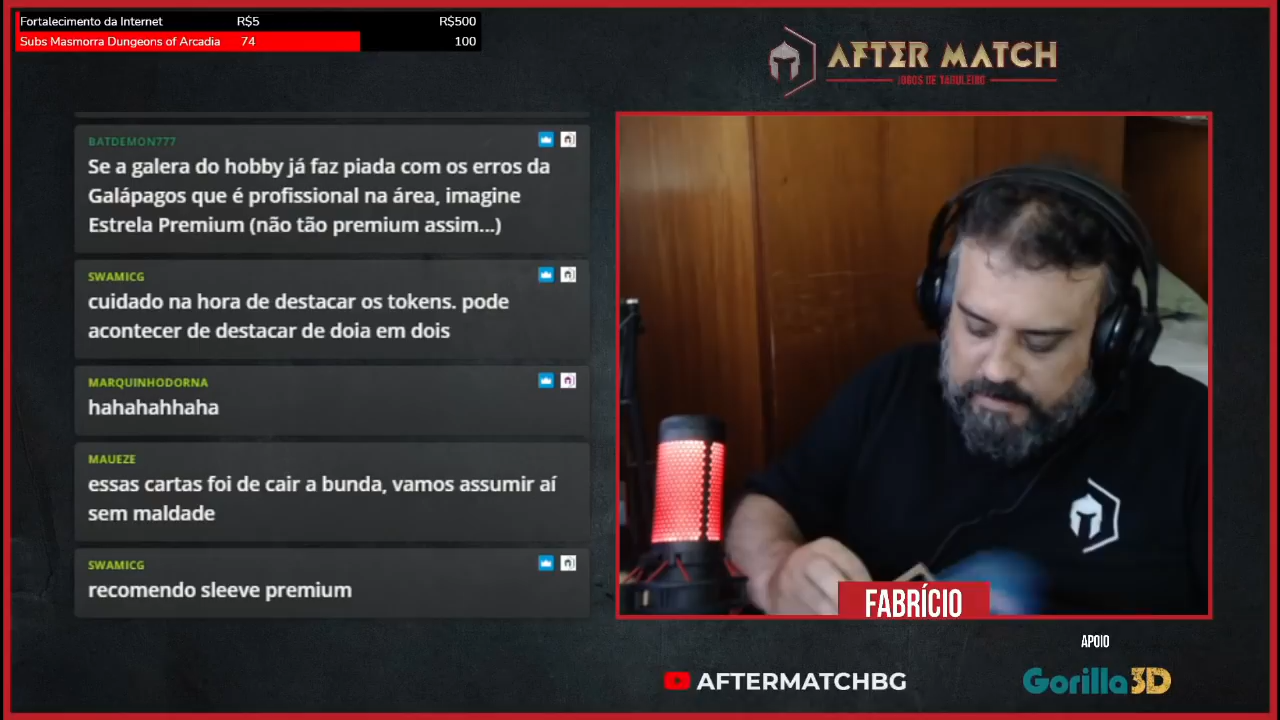 Fortalecimento da Internet R$5 R$500
Subs Masmorra Dungeons of Arcadia 74 100
AFTER MATCH
JOGOS DE TABULEIRO
BATDEMON777
Se a galera do hobby já faz piada com os erros da
Galápagos que é profissional na área, imagine
Estrela Premium (não tão premium assim...)
SWAMICG
cuidado na hora de destacar os tokens. pode
acontecer de destacar de doia em dois
MARQUINHODORNA
hahahahhaha
MAUEZE
essas cartas foi de cair a bunda, vamos assumir aí
sem maldade
SWAMICG
recomendo sleeve premium
FABRÍCIO
APOIO
AFTERMATCHBG
Gorilla3D